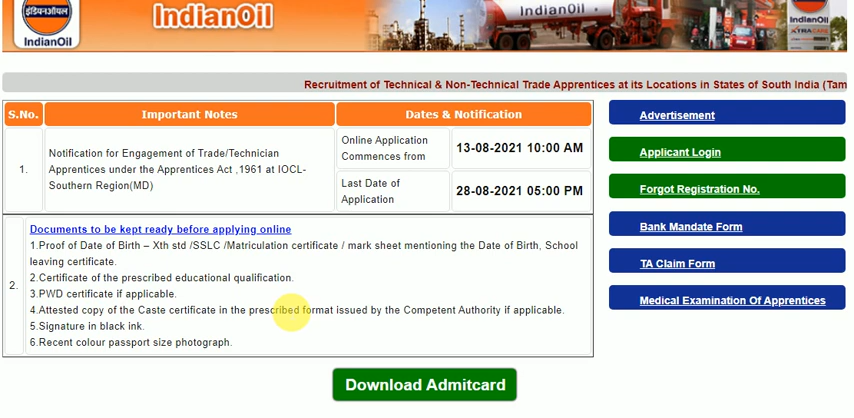 इंडियनऑयल
IndianOil
IndianOil
IndianOil
IndianOil
XTRACARE
Recruitment of Technical & Non-Technical Trade Apprentices at its Locations in States of South India (Tam
S.No.
Important Notes
Dates & Notification
1.
Notification for Engagement of Trade/Technician
Apprentices under the Apprentices Act ,1961 at IOCL-
Southern Region(MD)
Online Application
Commences from
13-08-2021 10:00 AM
Last Date of
Application
28-08-2021 05:00 PM
2.
Documents to be kept ready before applying online
1.Proof of Date of Birth – Xth std /SSLC /Matriculation certificate / mark sheet mentioning the Date of Birth, School
leaving certificate.
2.Certificate of the prescribed educational qualification.
3.PWD certificate if applicable.
4.Attested copy of the Caste certificate in the prescribed format issued by the Competent Authority if applicable.
5.Signature in black ink.
6.Recent colour passport size photograph.
Advertisement
Applicant Login
Forgot Registration No.
Bank Mandate Form
TA Claim Form
Medical Examination Of Apprentices
Download Admitcard